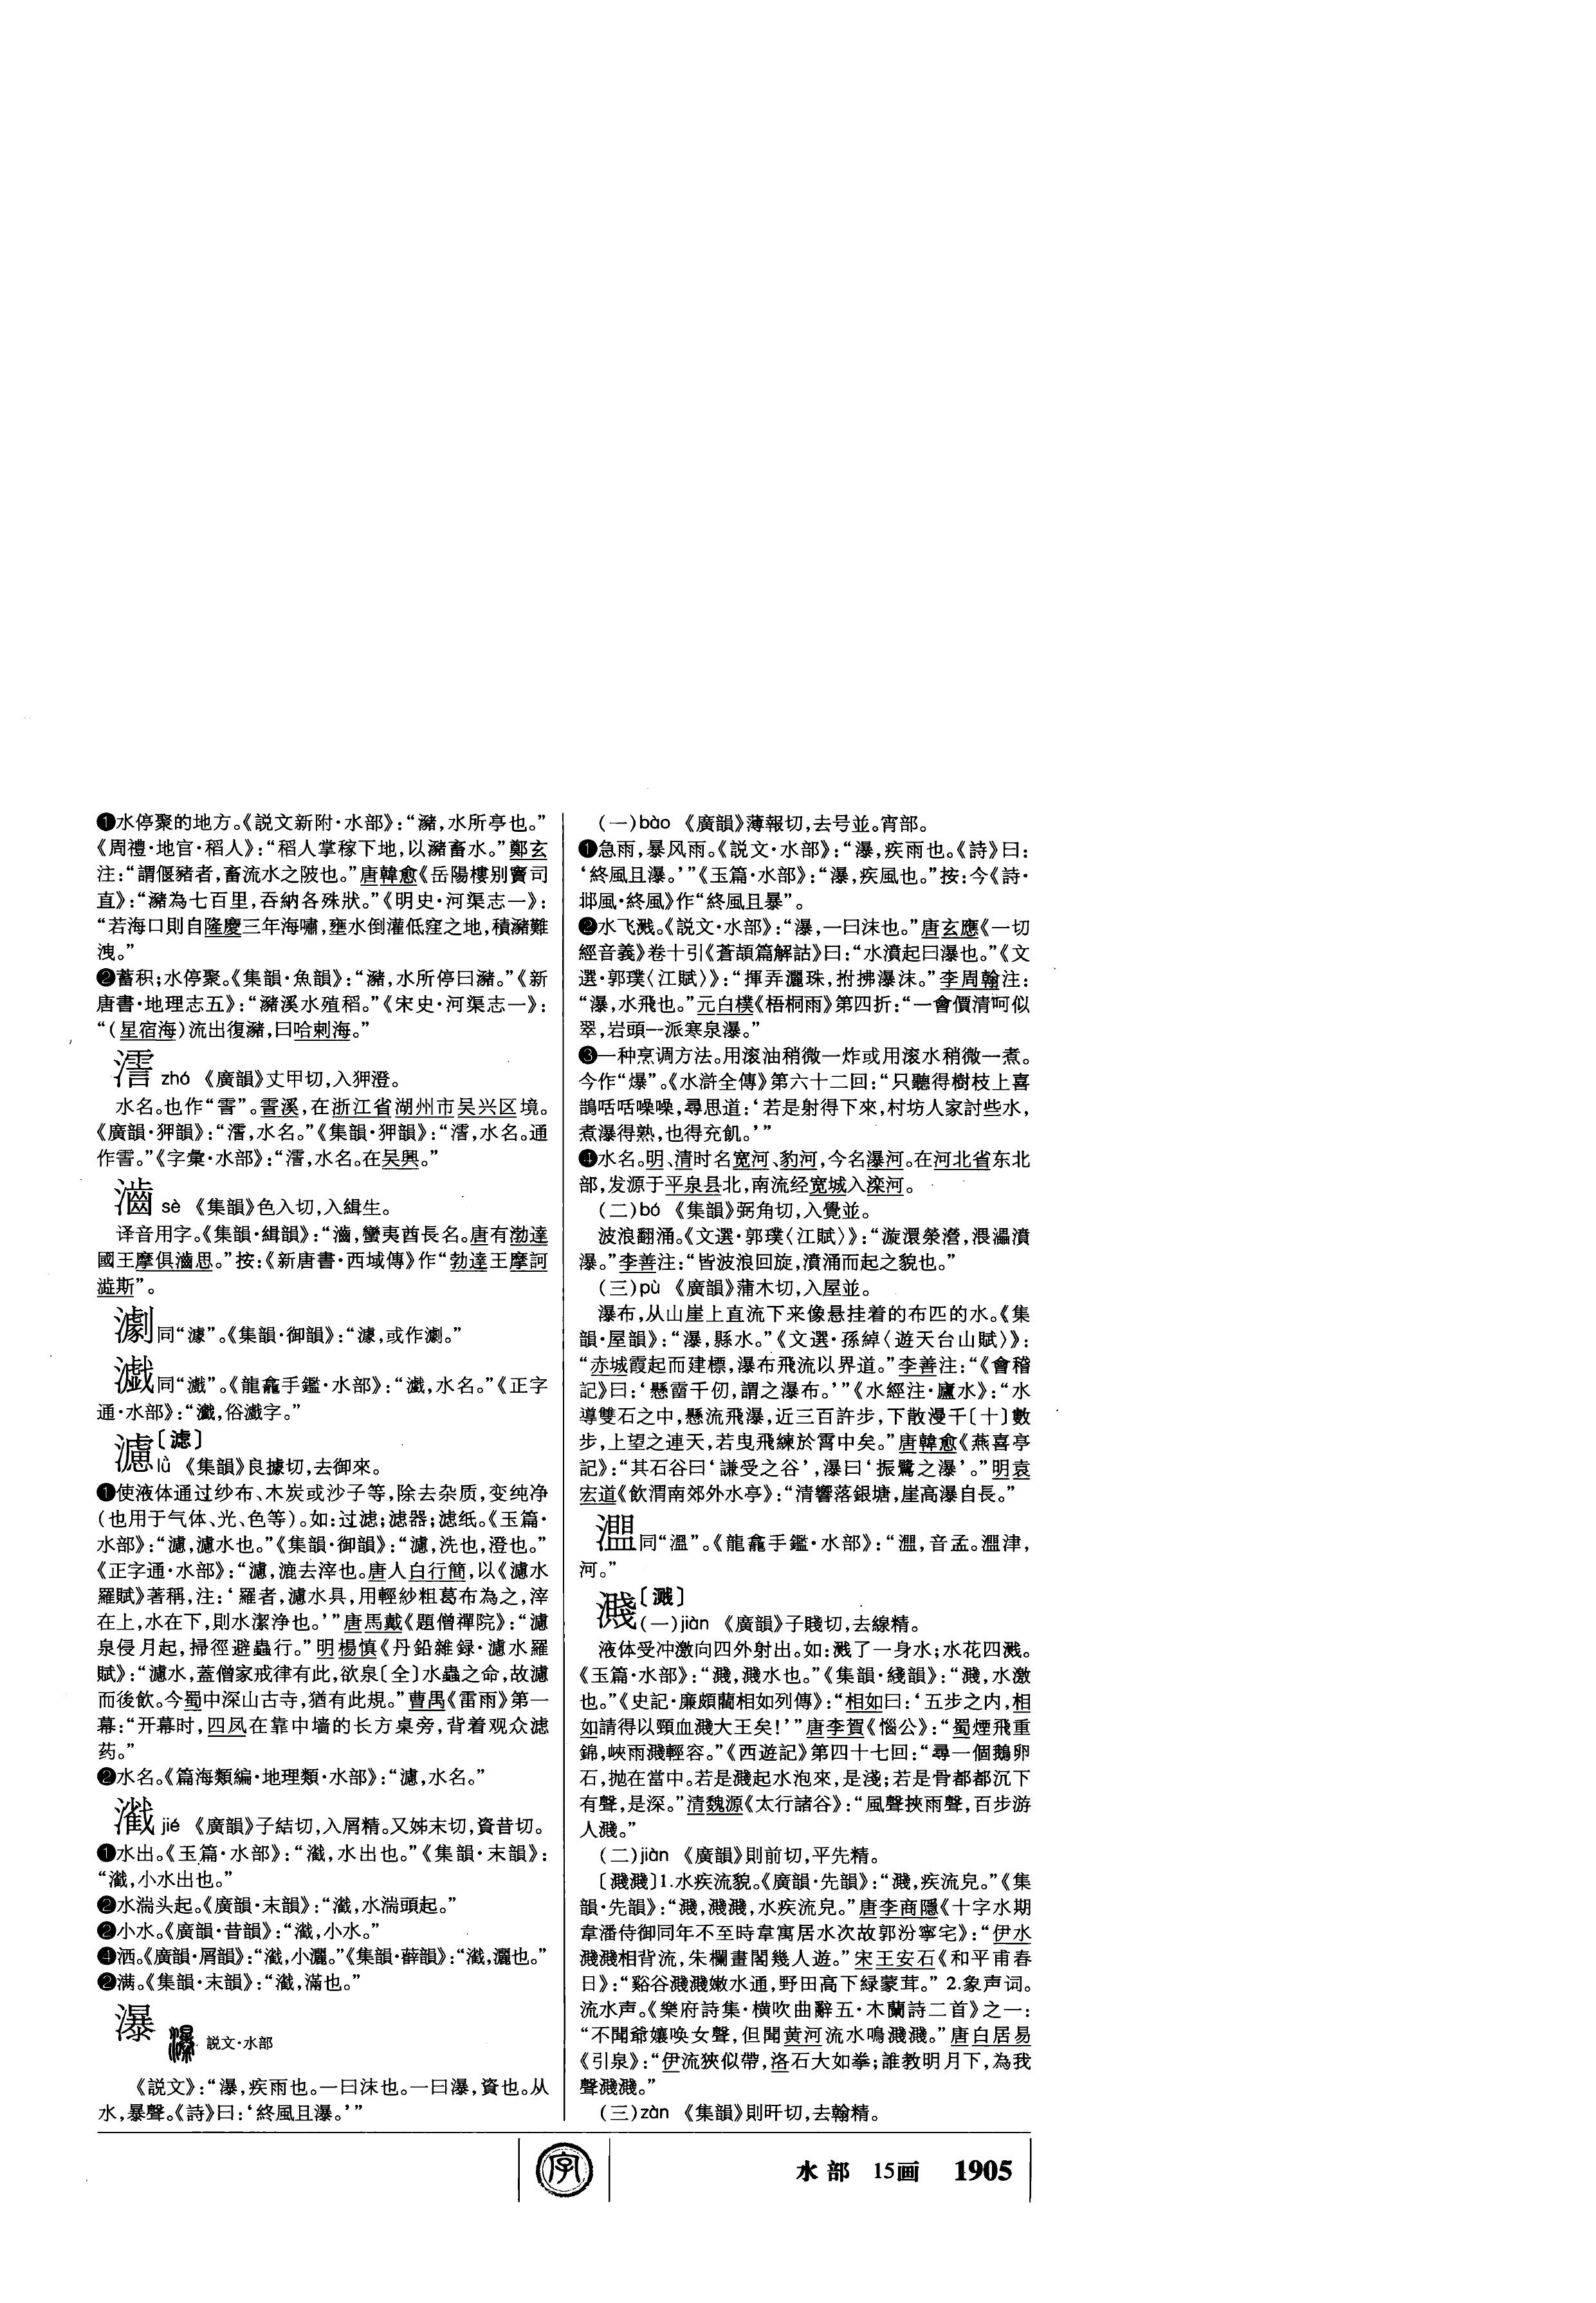 ❶水停聚的地方。《説文新附·水部》：“瀦，水所亭也。”
《周禮·地官·稻人》：“稻人掌稼下地，以瀦畜水。”鄭玄
注：“謂偃豬者，畜流水之陂也。”唐韓愈《岳陽樓别竇司
直》：“瀦為七百里，吞納各殊狀。”《明史·河渠志一》：
“若海口則自隆慶三年海嘯，壅水倒灌低窪之地，積瀦難
洩。”
❷蓄积；水停聚。《集韻·魚韻》：“瀦，水所停曰瀦。”《新
唐書·地理志五》：“瀦溪水殖稻。”《宋史·河渠志一》：
“（星宿海）流出復瀦，曰哈剌海。”
zhá 《廣韻》丈甲切，入狎澄。
水名。也作“霅”。霅溪，在浙江省湖州市吴兴区境。
《廣韻·狎韻》：“澪，水名。”《集韻·狎韻》：“，水名。通
作霅。”《字彙·水部》：“，水名。在吴興。”
sè 《集韻》色入切，入緝生。
译音用字。《集韻·緝韻》：“，蠻夷酋長名。唐有渤達
國王摩俱思。”按：《新唐書·西域傳》作“勃達王摩訶
澁斯”。
㶂同“澽”。《集韻·御韻》：“澽，或作㶂。”
同“”。《龍龕手鑑·水部》：“，水名。”《正字
通·水部》：“，俗字。”
濾〔滤〕
lǜ 《集韻》良據切，去御來。
❶使液体通过纱布、木炭或沙子等，除去杂质，变纯净
（也用于气体、光、色等）。如：过滤；滤器；滤纸。《玉篇·
水部》：“濾，濾水也。”《集韻·御韻》：“濾，洗也，澄也。”
《正字通·水部》：“濾，漉去滓也。唐人白行簡，以《濾水
羅賦》著稱，注：‘羅者，濾水具，用輕紗粗葛布為之，滓
在上，水在下，則水潔浄也。’”唐馬戴《題僧禪院》：“濾
泉侵月起，掃徑避蟲行。”明楊慎《丹鉛雜録·濾水羅
賦》：“濾水，蓋僧家戒律有此，欲泉〔全〕水蟲之命，故濾
而後飲。今蜀中深山古寺，猶有此規。”曹禺《雷雨》第一
幕：“开幕时，四凤在靠中墙的长方桌旁，背着观众滤
药。”
❷水名。《篇海類編·地理類·水部》：“濾，水名。”
瀐 jié 《廣韻》子結切，入屑精。又姊末切，資昔切。
❶水出。《玉篇·水部》：“，水出也。”《集韻·末韻》：
“，小水出也。”
❷水湍头起。《廣韻·末韻》：“，水湍頭起。”
❷小水。《廣韻·昔韻》：“，小水。”
❹洒。《廣韻·屑韻》：“，小灑。”《集韻·薛韻》：“，灑也。”
❷满。《集韻·末韻》：“，滿也。”
瀑 説文·水部
《説文》：“瀑，疾雨也。一曰沫也。一曰瀑，資也。从
水，暴聲。《詩》曰：‘終風且瀑。’”
（一）bào 《廣韻》薄報切，去号並。宵部。
❶急雨，暴风雨。《説文·水部》：“瀑，疾雨也。《詩》曰：
‘終風且瀑。’”《玉篇·水部》：“瀑，疾風也。”按：今《詩·
邶風·終風》作“終風且暴”。
❷水飞溅。《説文·水部》：“瀑，一曰沫也。”唐玄應《一切
經音義》卷十引《蒼頡篇解詁》曰：“水濆起曰瀑也。”《文
選·郭璞〈江賦〉》：“揮弄灑珠，拊拂瀑沫。”李周翰注：
“瀑，水飛也。”元白樸《梧桐雨》第四折：“一會價清呵似
翠，岩頭一派寒泉瀑。”
❸一种烹调方法。用滚油稍微一炸或用滚水稍微一煮。
今作“爆”。《水滸全傳》第六十二回：“只聽得樹枝上喜
鵲咶咶噪噪，尋思道：‘若是射得下來，村坊人家討些水，
煮瀑得熟，也得充飢。’”
❹水名。明、清时名宽河、豹河，今名瀑河。在河北省东北
部，发源于平泉县北，南流经宽城入滦河。
（二）bó 《集韻》弼角切，入覺並。
波浪翻涌。《文選·郭璞〈江賦〉》：“漩澴滎瀯，渨㵽濆
瀑。”李善注：“皆波浪回旋，濆涌而起之貌也。”
（三）pù 《廣韻》蒲木切，入屋並。
瀑布，从山崖上直流下来像悬挂着的布匹的水。《集
韻·屋韻》：“瀑，縣水。”《文選·孫綽〈遊天台山賦〉》：
“赤城霞起而建標，瀑布飛流以界道。”李善注：“《會稽
記》曰：‘懸霤千仞，謂之瀑布。’”《水經注·廬水》：“水
導雙石之中，懸流飛瀑，近三百許步，下散漫千〔十〕數
步，上望之連天，若曳飛練於霄中矣。”唐韓愈《燕喜亭
記》：“其石谷曰‘謙受之谷’，瀑曰‘振鷺之瀑’。”明袁
宏道《飲渭南郊外水亭》：“清響落銀塘，崖高瀑自長。”
同“溫”。《龍龕手鑑·水部》：“，音孟。津，
河。”
濺〔溅〕
（一）jiàn 《廣韻》子賤切，去線精。
液体受冲激向四外射出。如：溅了一身水；水花四溅。
《玉篇·水部》：“濺，濺水也。”《集韻·綫韻》：“濺，水激
也。”《史記·廉頗藺相如列傳》：“相如曰：‘五步之内，相
如請得以頸血濺大王矣！’”唐李賀《惱公》：“蜀煙飛重
錦，峽雨濺輕容。”《西遊記》第四十七回：“尋一個鵝卵
石，抛在當中。若是濺起水泡來，是淺；若是骨都都沉下
有聲，是深。”清魏源《太行諸谷》：“風聲挾雨聲，百步游
人濺。”
（二）jiàn 《廣韻》則前切，平先精。
〔濺濺〕1.水疾流貌。《廣韻·先韻》：“濺，疾流皃。”《集
韻·先韻》：“濺，濺濺，水疾流皃。”唐李商隱《十字水期
韋潘侍御同年不至時韋寓居水次故郭汾寧宅》：“伊水
濺濺相背流，朱欄畫閣幾人遊。”宋王安石《和平甫春
日》：“谿谷濺濺嫩水通，野田高下緑蒙茸。” 2.象声词。
流水声。《樂府詩集·横吹曲辭五·木蘭詩二首》之一：
“不聞爺孃唤女聲，但聞黄河流水鳴濺濺。”唐白居易
《引泉》：“伊流狹似帶，洛石大如拳；誰教明月下，為我
聲濺濺。”
（三）zàn 《集韻》則旰切，去翰精。
字
水部 15画 1905